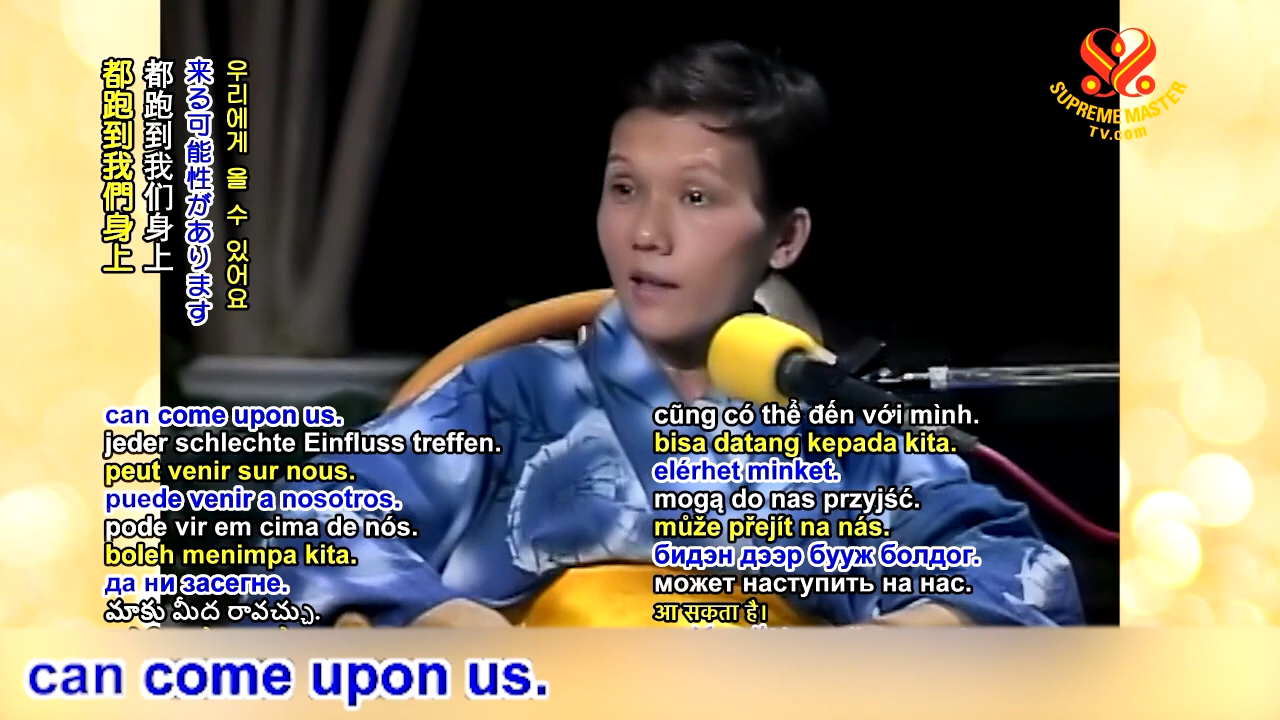 都跑到我們身上
都跑到我们身上
来る可能性があります
우리에게 올 수 있어요
SUPREME MASTER
TV.com
can come upon us.
jeder schlechte Einfluss treffen.
peut venir sur nous.
puede venir a nosotros.
pode vir em cima de nós.
boleh menimpa kita.
да ни засегне.
మాకు మీద రావచ్చు.
cũng có thể đến với mình.
bisa datang kepada kita.
elérhet minket.
mogą do nas przyjść.
může přejít na nás.
бидэн дээр бууж болдог.
может наступить на нас.
आ सकता है।
can come upon us.